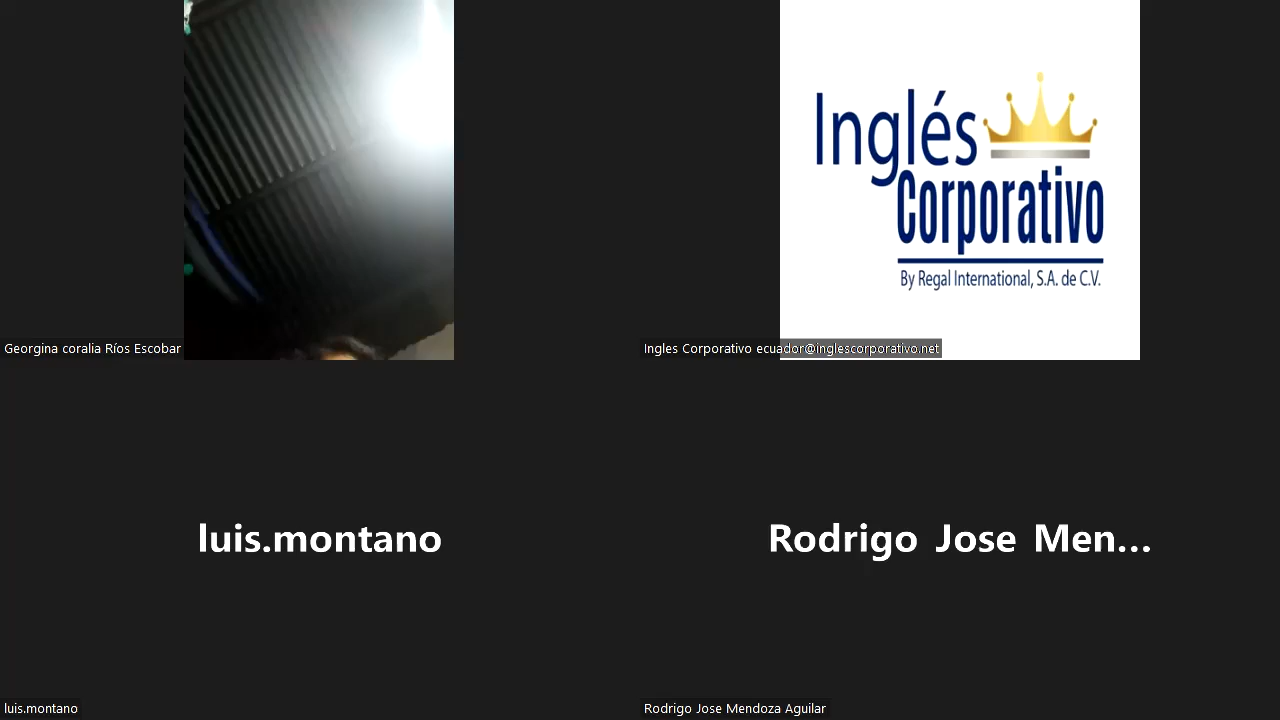 Inglés
Corporativo
By Regal International, S.A. de C.V.
Georgina coralia Ríos Escobar
Ingles Corporativo ecuador@inglescorporativo.net
luis.montano
Rodrigo Jose Men...
luis.montano
Rodrigo Jose Mendoza Aguilar